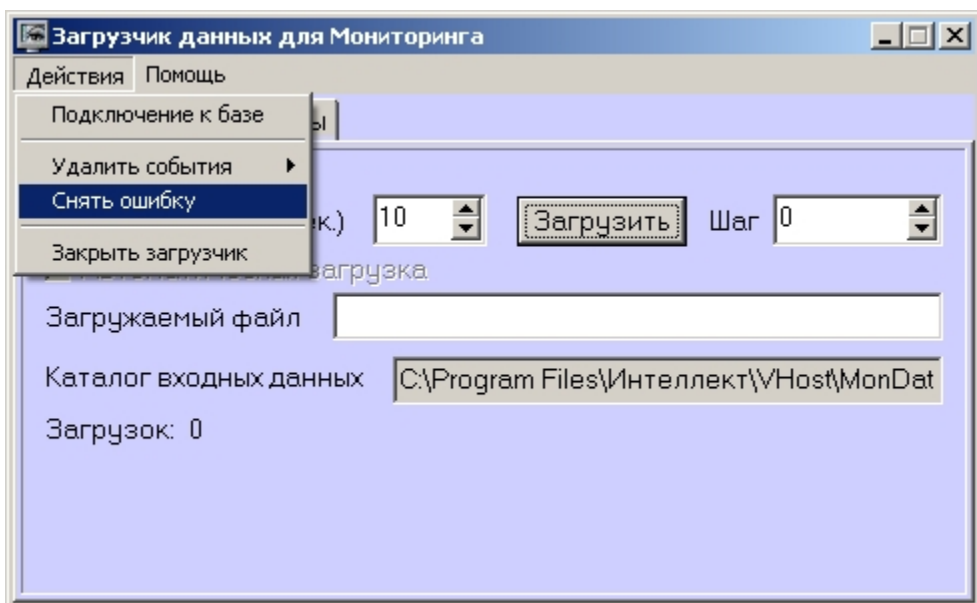 Загрузчик данных для Мониторинга
Действия Помощь
Подключение к базе
Удалить события
Снять ошибку
Закрыть загрузчик
ы
к.) 10 Загрузить Шаг 0
загрузка
Загружаемый файл
Каталог входных данных C:\Program Files\Интеллект\VHost\MonDat
Загрузок: 0